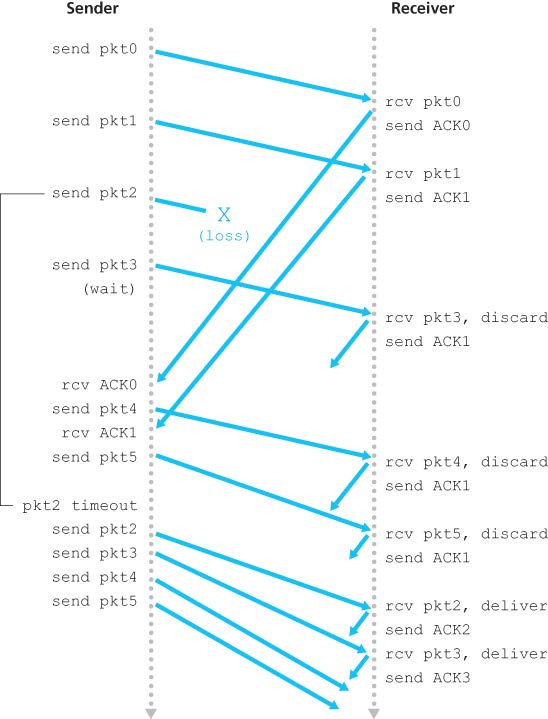 Sender
Receiver
send pkt0
rcv pkt0
send ACK0
send pkt1
rcv pkt1
send ACK1
send pkt2
X
(loss)
send pkt3
(wait)
rcv pkt3, discard
send ACK1
rcv ACK0
send pkt4
rcv ACK1
send pkt5
rcv pkt4, discard
send ACK1
pkt2 timeout
send pkt2
send pkt3
send pkt4
send pkt5
rcv pkt5, discard
send ACK1
rcv pkt2, deliver
send ACK2
rcv pkt3, deliver
send ACK3